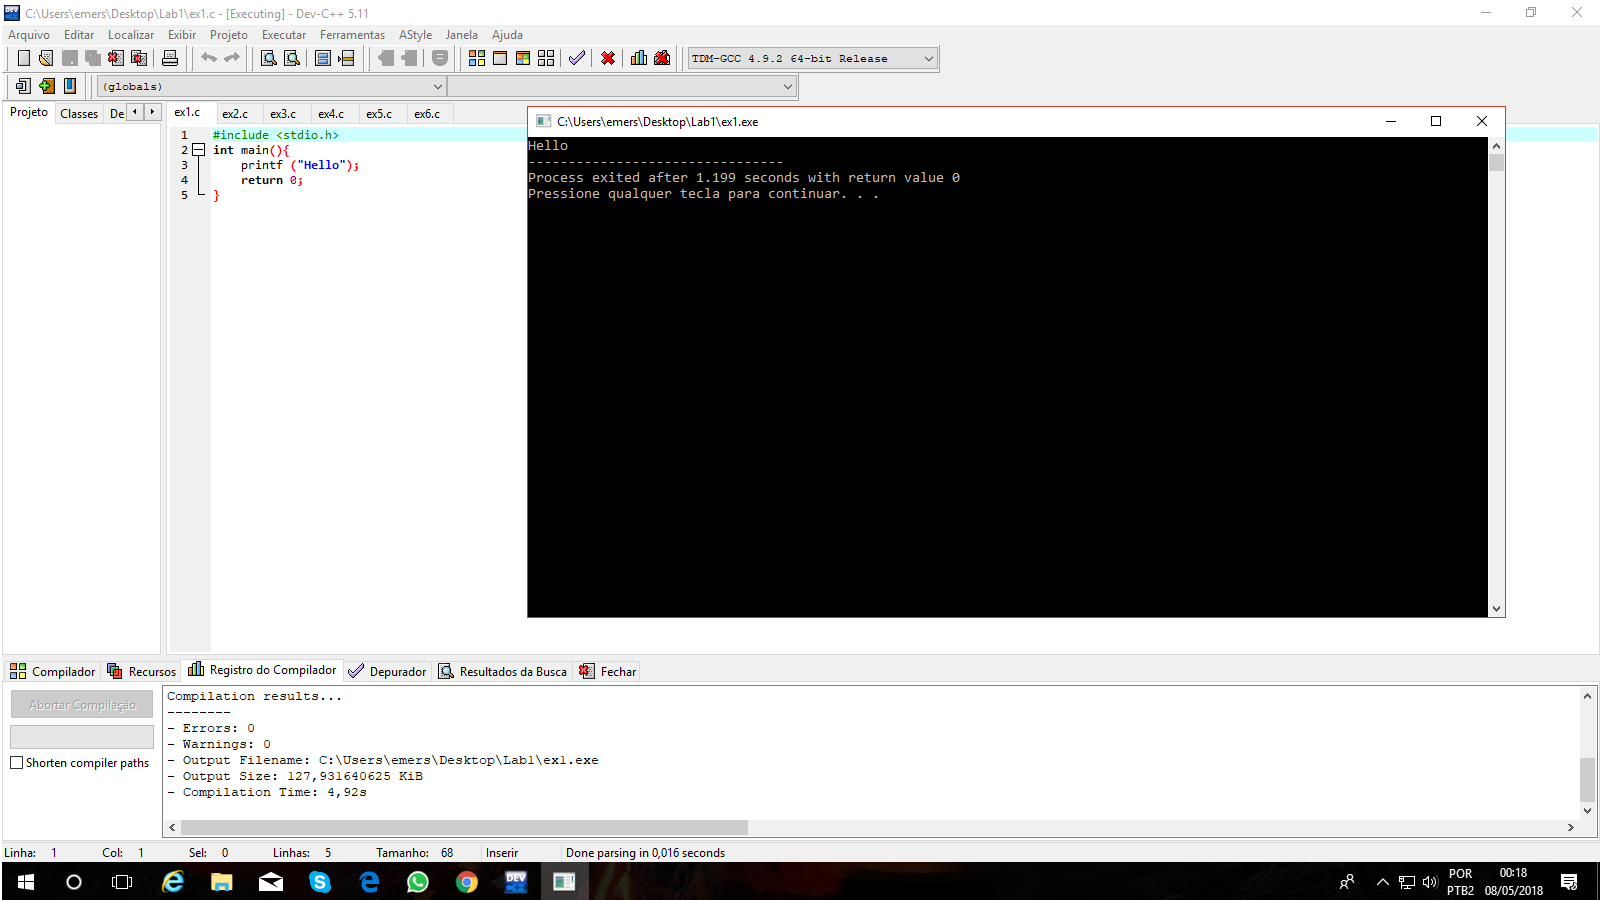 C:\Users\emers\Desktop\Lab1\ex1.c - [Executing] - Dev-C++ 5.11
Arquivo Editar Localizar Exibir Projeto Executar Ferramentas AStyle Janela Ajuda
TDM-GCC 4.9.2 64-bit Release
(globals)
Projeto Classes De
ex1.c ex2.c ex3.c ex4.c ex5.c ex6.c
1 #include <stdio.h>
2 int main(){
3 printf ("Hello");
4 return 0;
5 }
C:\Users\emers\Desktop\Lab1\ex1.exe
Hello
--------------------------------
Process exited after 1.199 seconds with return value 0
Pressione qualquer tecla para continuar. . .
Compilador Recursos Registro do Compilador Depurador Resultados da Busca Fechar
Abortar Compilação
Shorten compiler paths
Compilation results...
--------
- Errors: 0
- Warnings: 0
- Output Filename: C:\Users\emers\Desktop\Lab1\ex1.exe
- Output Size: 127,931640625 KiB
- Compilation Time: 4,92s
Linha: 1 Col: 1 Sel: 0 Linhas: 5 Tamanho: 68 Inserir Done parsing in 0,016 seconds
DEV
POR
PTB2
00:18
08/05/2018